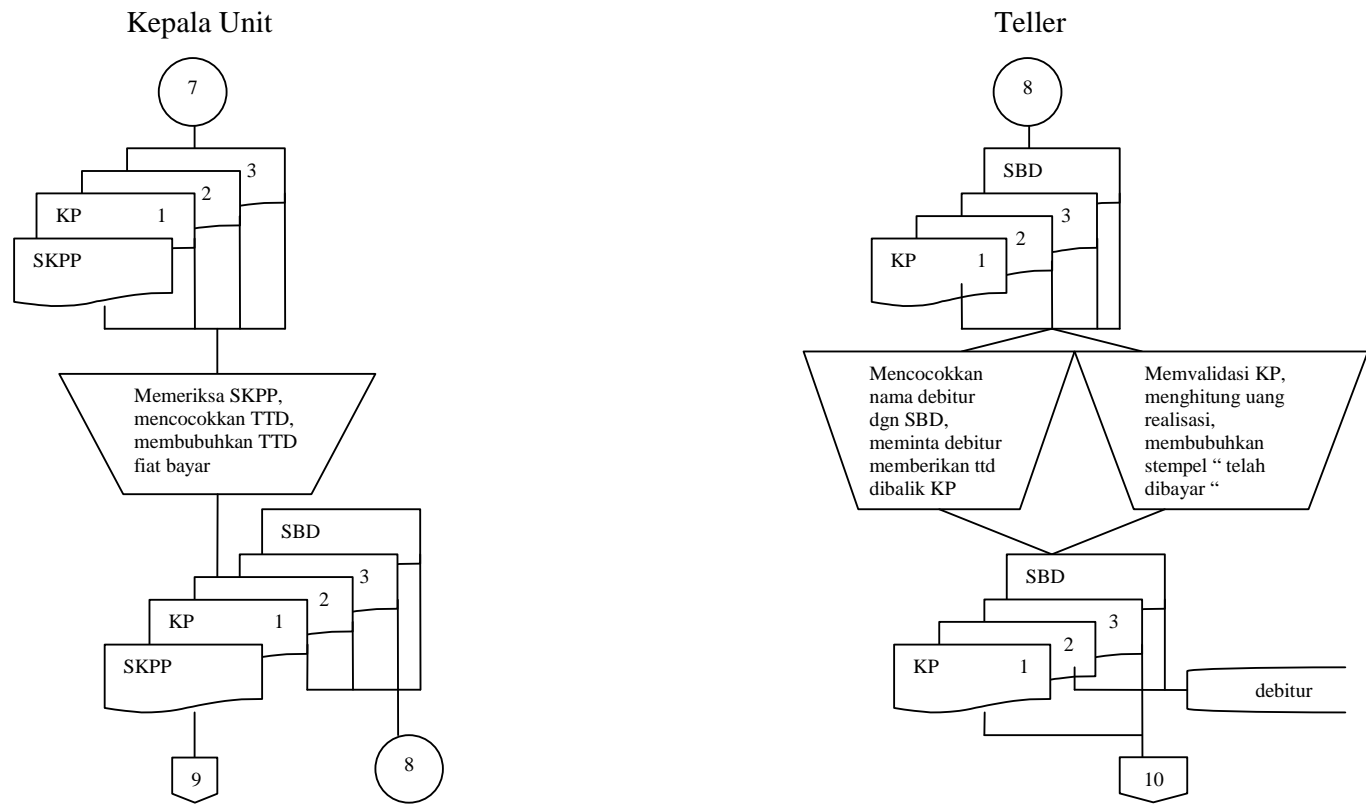 Kepala Unit
7
3
2
KP 1
SKPP
Memeriksa SKPP,
mencocokkan TTD,
membubuhkan TTD
fiat bayar
SBD
3
2
KP 1
SKPP
9
8
Teller
8
SBD
3
2
KP 1
Mencocokkan
nama debitur
dgn SBD,
meminta debitur
memberikan ttd
dibalik KP
Memvalidasi KP,
menghitung uang
realisasi,
membubuhkan
stempel “ telah
dibayar “
SBD
3
2
KP 1
debitur
10